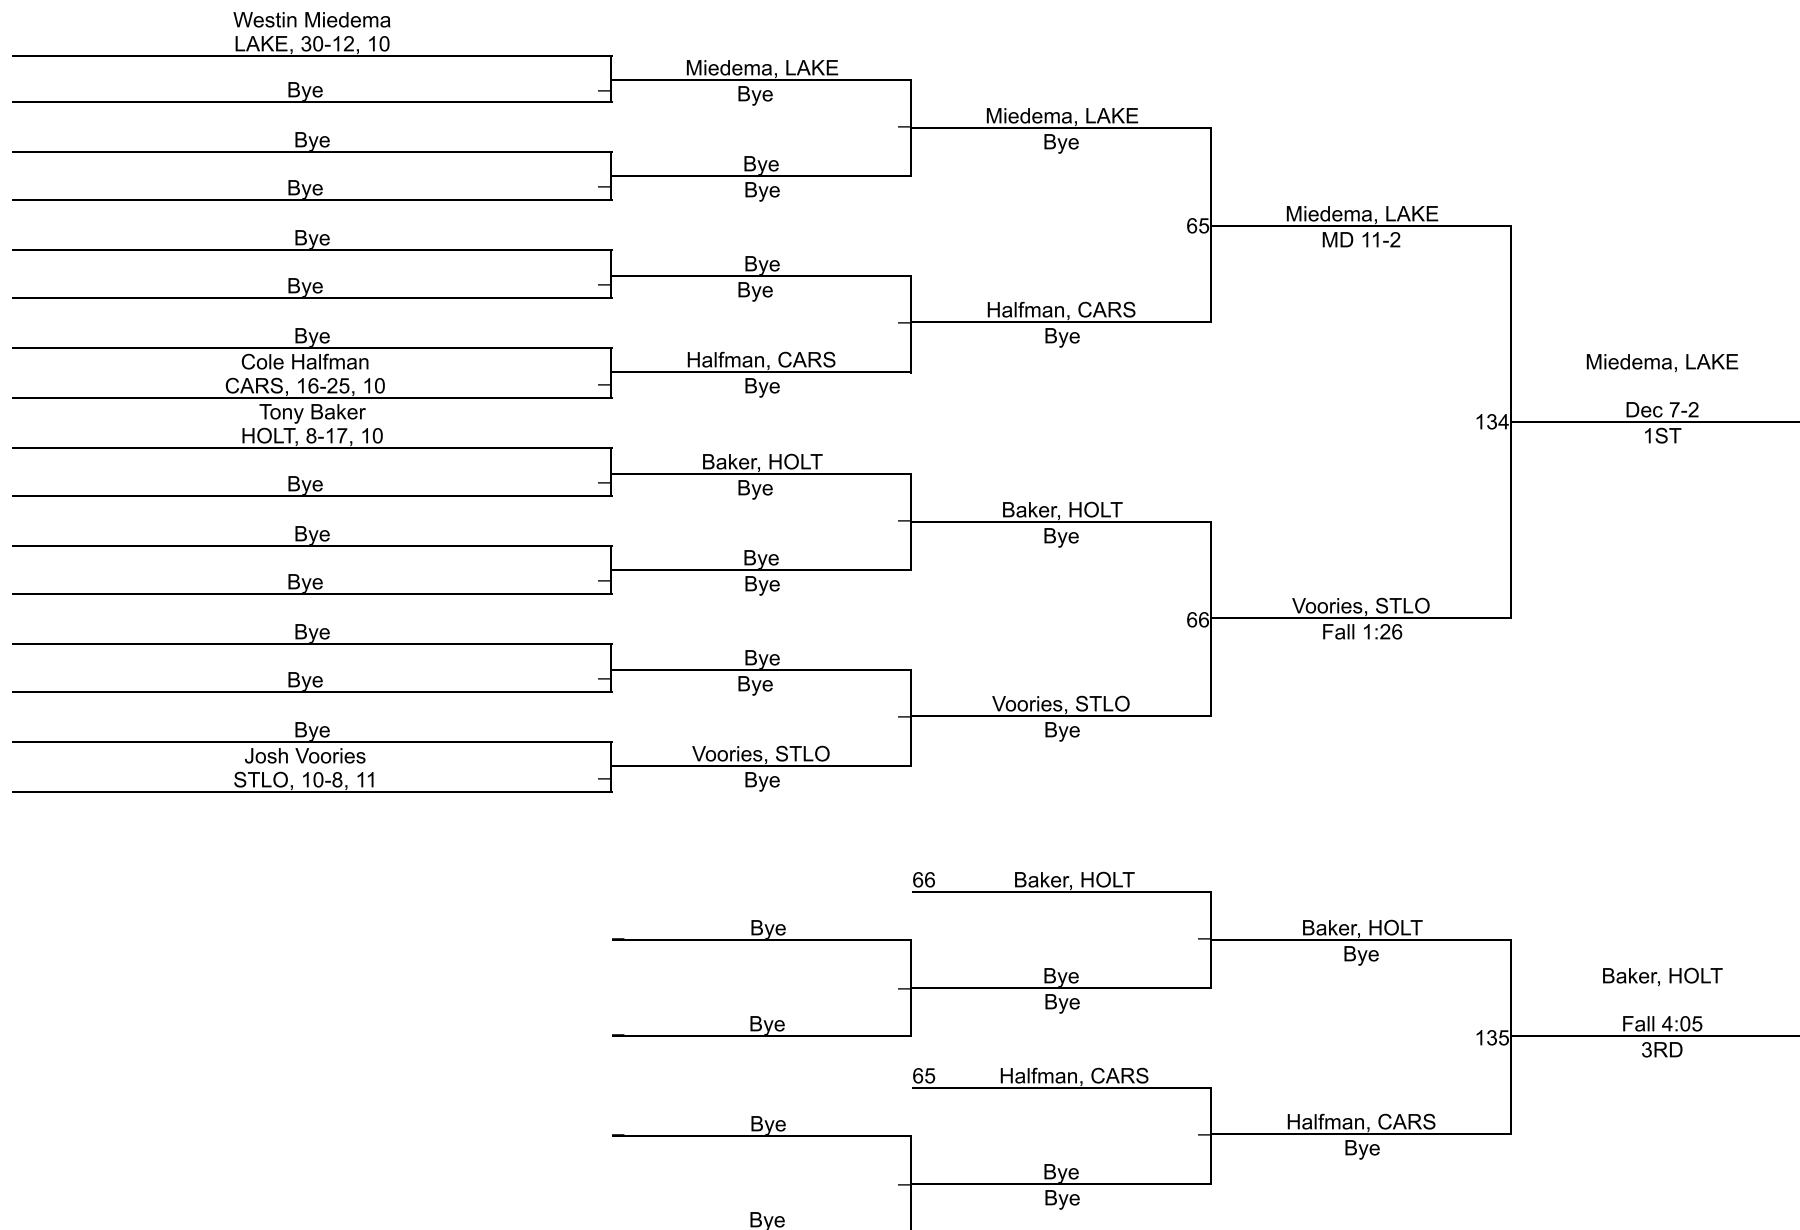 Westin Miedema
LAKE, 30-12, 10
Bye
Bye
Bye
Bye
Bye
Bye
Cole Halfman
CARS, 16-25, 10
Tony Baker
HOLT, 8-17, 10
Bye
Bye
Bye
Bye
Bye
Bye
Josh Voories
STLO, 10-8, 11
Miedema, LAKE
Bye
Bye
Bye
Bye
Bye
Halfman, CARS
Bye
Baker, HOLT
Bye
Bye
Bye
Bye
Bye
Voories, STLO
Bye
Miedema, LAKE
Bye
Halfman, CARS
Bye
Baker, HOLT
Bye
Voories, STLO
Bye
65
Miedema, LAKE
MD 11-2
66
Voories, STLO
Fall 1:26
134
Miedema, LAKE
Dec 7-2
1ST
Bye
Bye
Bye
Bye
66 Baker, HOLT
Bye
Bye
65 Halfman, CARS
Bye
Bye
Baker, HOLT
Bye
Halfman, CARS
Bye
135
Baker, HOLT
Fall 4:05
3RD